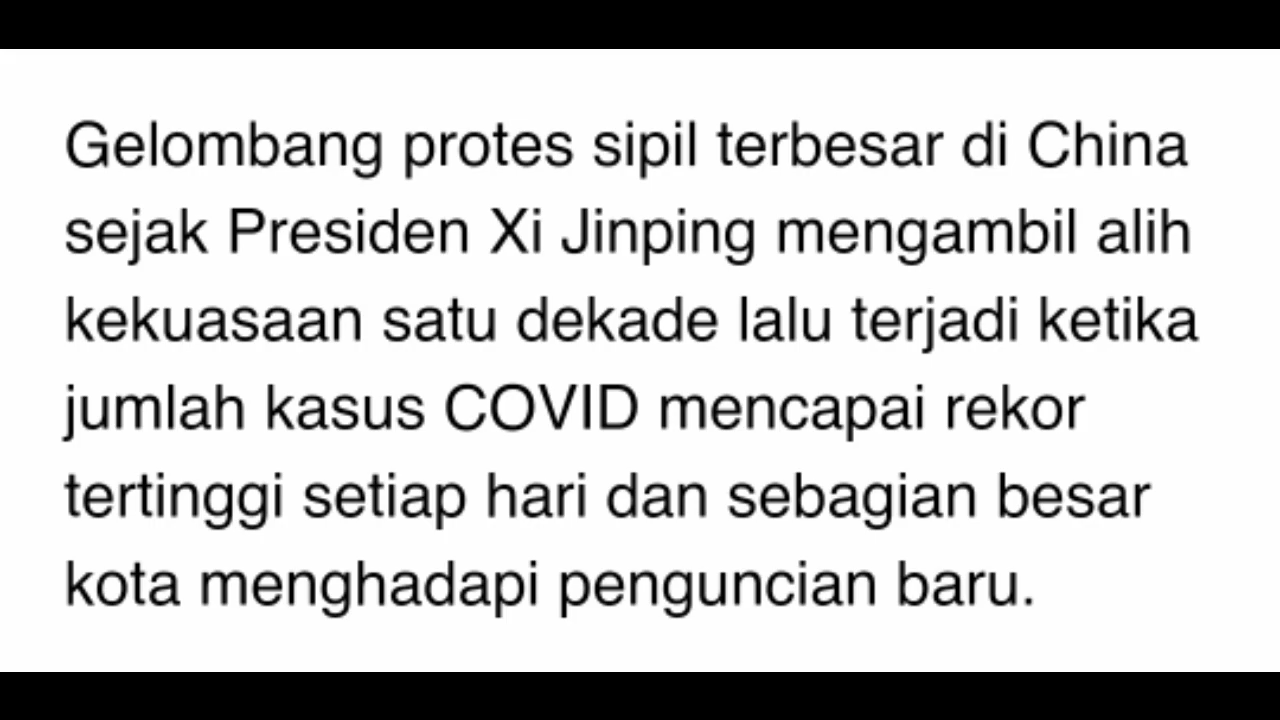 Gelombang protes sipil terbesar di China
sejak Presiden Xi Jinping mengambil alih
kekuasaan satu dekade lalu terjadi ketika
jumlah kasus COVID mencapai rekor
tertinggi setiap hari dan sebagian besar
kota menghadapi penguncian baru.